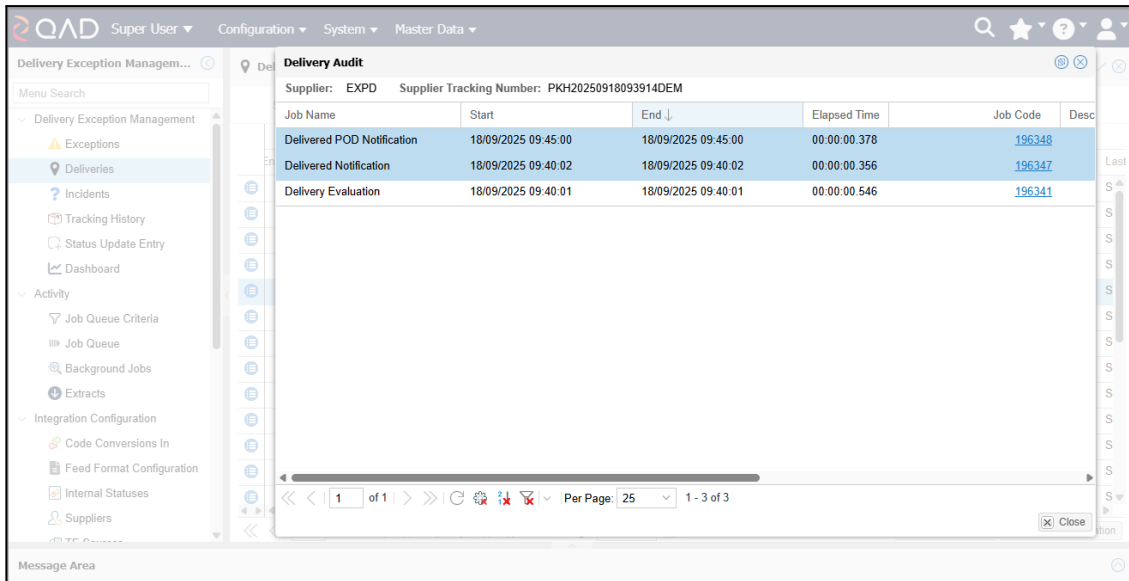 QAD Super User Configuration System Master Data
Delivery Exception Managem...
Menu Search
Delivery Exception Management
Exceptions
Deliveries
Incidents
Tracking History
Status Update Entry
Dashboard
Activity
Job Queue Criteria
Job Queue
Background Jobs
Extracts
Integration Configuration
Code Conversions In
Feed Format Configuration
Internal Statuses
Suppliers
Del
Delivery Audit
Supplier: EXPD Supplier Tracking Number: PKH20250918093914DEM
Job Name Start End ↓ Elapsed Time Job Code Desc
Delivered POD Notification 18/09/2025 09:45:00 18/09/2025 09:45:00 00:00:00.378 196348
Delivered Notification 18/09/2025 09:40:02 18/09/2025 09:40:02 00:00:00.356 196347
Delivery Evaluation 18/09/2025 09:40:01 18/09/2025 09:40:01 00:00:00.546 196341
Last
S
S
S
S
S
S
S
S
S
S
S
S
S
1 of 1 Per Page: 25 1 - 3 of 3
Close
Message Area